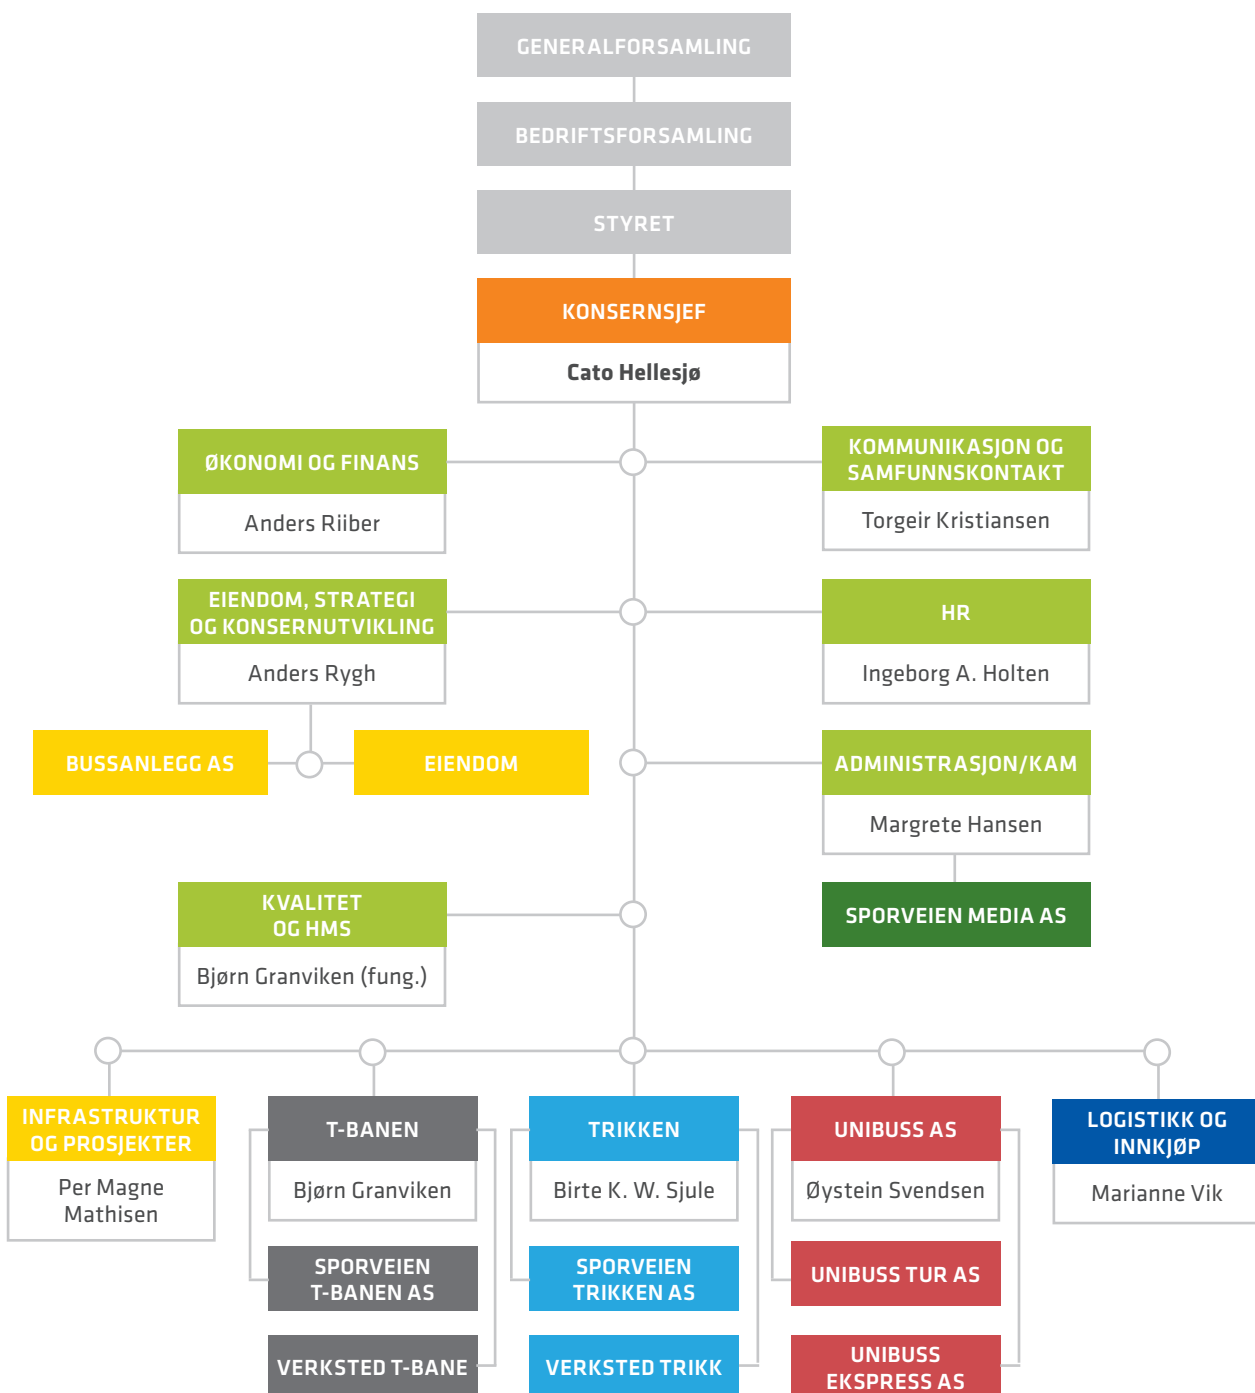 GENERALFORSAMLING
BEDRIFTSFORSAMLING
STYRET
KONSERNSJEF
Cato Hellesjø
ØKONOMI OG FINANS
Anders Riiber
KOMMUNIKASJON OG
SAMFUNNSKONTAKT
Torgeir Kristiansen
EIENDOM, STRATEGI
OG KONSERNUTVIKLING
Anders Rygh
HR
Ingeborg A. Holten
BUSSANLEGG AS
EIENDOM
ADMINISTRASJON/KAM
Margrete Hansen
SPORVEIEN MEDIA AS
KVALITET
OG HMS
Bjørn Granviken (fung.)
INFRASTRUKTUR
OG PROSJEKTER
Per Magne
Mathisen
T-BANEN
Bjørn Granviken
SPORVEIEN
T-BANEN AS
VERKSTED T-BANE
TRIKKEN
Birte K. W. Sjule
SPORVEIEN
TRIKKEN AS
VERKSTED TRIKK
UNIBUSS AS
Øystein Svendsen
UNIBUSS TUR AS
UNIBUSS
EKSPRESS AS
LOGISTIKK OG
INNKJØP
Marianne Vik